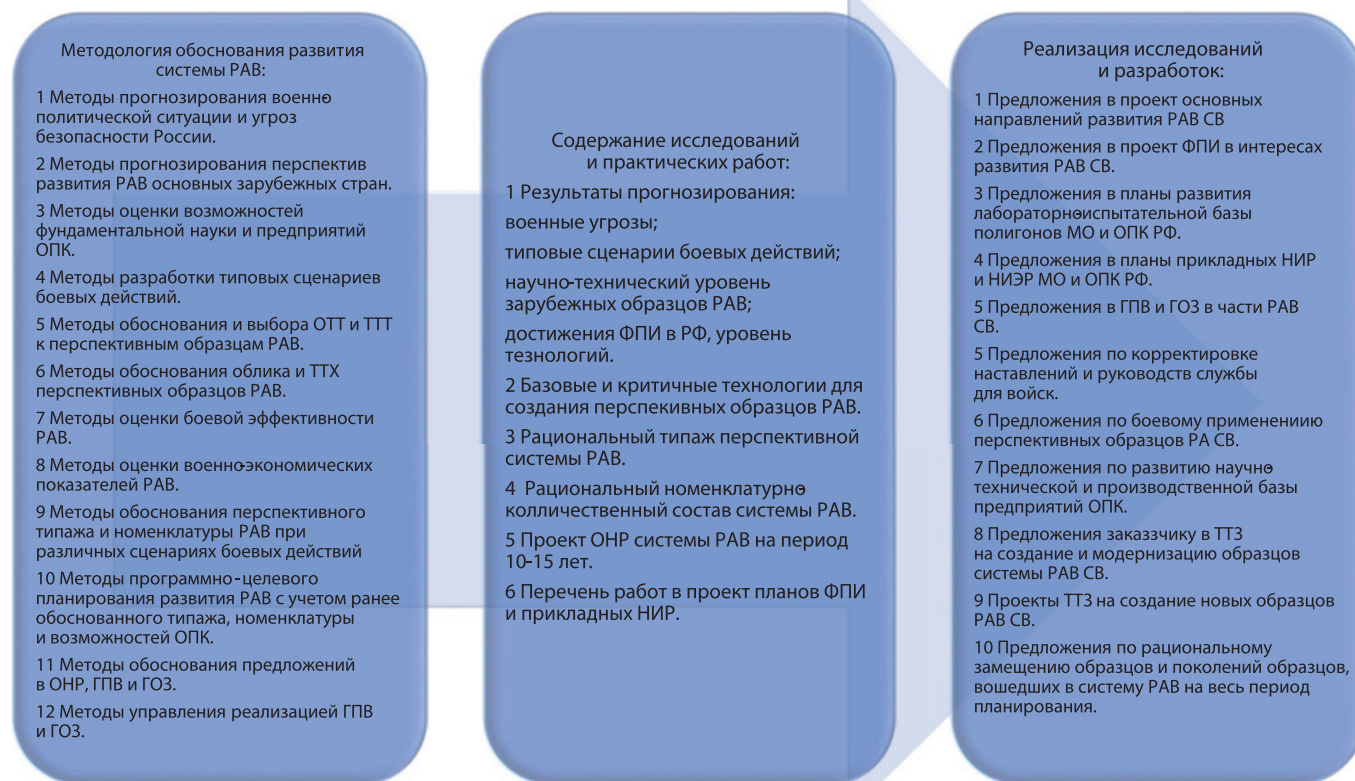 Методология обоснования развития
системы РАВ:
1 Методы прогнозирования военно-
политической ситуации и угроз
безопасности России.
2 Методы прогнозирования перспектив
развития РАВ основных зарубежных стран.
3 Методы оценки возможностей
фундаментальной науки и предприятий
ОПК.
4 Методы разработки типовых сценариев
боевых действий.
5 Методы обоснования и выбора ОТТ и ТТТ
к перспективным образцам РАВ.
6 Методы обоснования облика и ТТХ
перспективных образцов РАВ.
7 Методы оценки боевой эффективности
РАВ.
8 Методы оценки военно-экономических
показателей РАВ.
9 Методы обоснования перспективного
типажа и номенклатуры РАВ при
различных сценариях боевых действий
10 Методы программно-целевого
планирования развития РАВ с учетом ранее
обоснованного типажа, номенклатуры
и возможностей ОПК.
11 Методы обоснования предложений
в ОНР, ГПВ и ГОЗ.
12 Методы управления реализацией ГПВ
и ГОЗ.
Содержание исследований
и практических работ:
1 Результаты прогнозирования:
военные угрозы;
типовые сценарии боевых действий;
научно-технический уровень
зарубежных образцов РАВ;
достижения ФПИ в РФ, уровень
тезнологий.
2 Базовые и критичные технологии для
создания перспекивных образцов РАВ.
3 Рациональный типаж перспективной
системы РАВ.
4 Рациональный номенклатурно-
колличественный состав системы РАВ.
5 Проект ОНР системы РАВ на период
10-15 лет.
6 Перечень работ в проект планов ФПИ
и прикладных НИР.
Реализация исследований
и разработок:
1 Предложения в проект основных
направлений развития РАВ СВ
2 Предложения в проект ФПИ в интересах
развития РАВ СВ.
3 Предложения в планы развития
лабораторно-испытательной базы
полигонов МО и ОПК РФ.
4 Предложения в планы прикладных НИР
и НИЭР МО и ОПК РФ.
5 Предложения в ГПВ и ГОЗ в части РАВ
СВ.
5 Предложения по корректировке
наставлений и руководств службы
для войск.
6 Предложения по боевому применениию
перспективных образцов РА СВ.
7 Предложения по развитию научно-
технической и производственной базы
предприятий ОПК.
8 Предложения заказзчику в ТТЗ
на создание и модернизацию образцов
системы РАВ СВ.
9 Проекты ТТЗ на создание новых образцов
РАВ СВ.
10 Предложения по рациональному
замещению образцов и поколений образцов,
вошедших в систему РАВ на весь период
планирования.